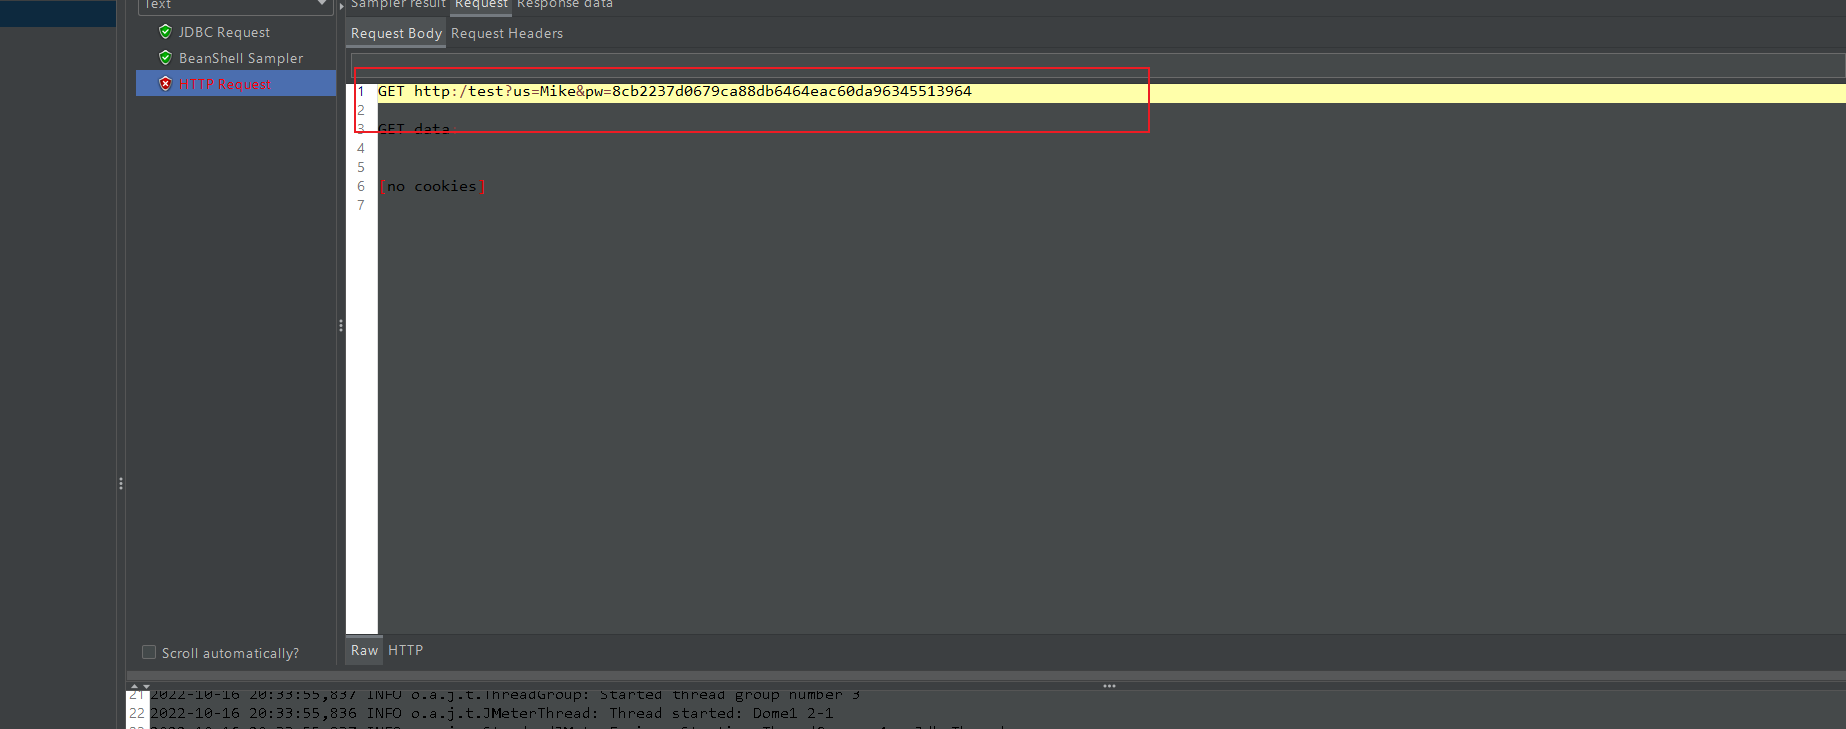 Text
JDBC Request
BeanShell Sampler
HTTP Request
Scroll automatically?
Sampler result Request Response data
Request Body Request Headers
1 GET http:/test?us=Mike&pw=8cb2237d0679ca88db6464eac60da96345513964
2
3 GET data
4
5
6 [no cookies]
7
Raw HTTP
21 2022-10-16 20:33:55,837 INFO o.a.j.t.ThreadGroup: Started thread group number 3
22 2022-10-16 20:33:55,836 INFO o.a.j.t.JMeterThread: Thread started: Dome1 2-1